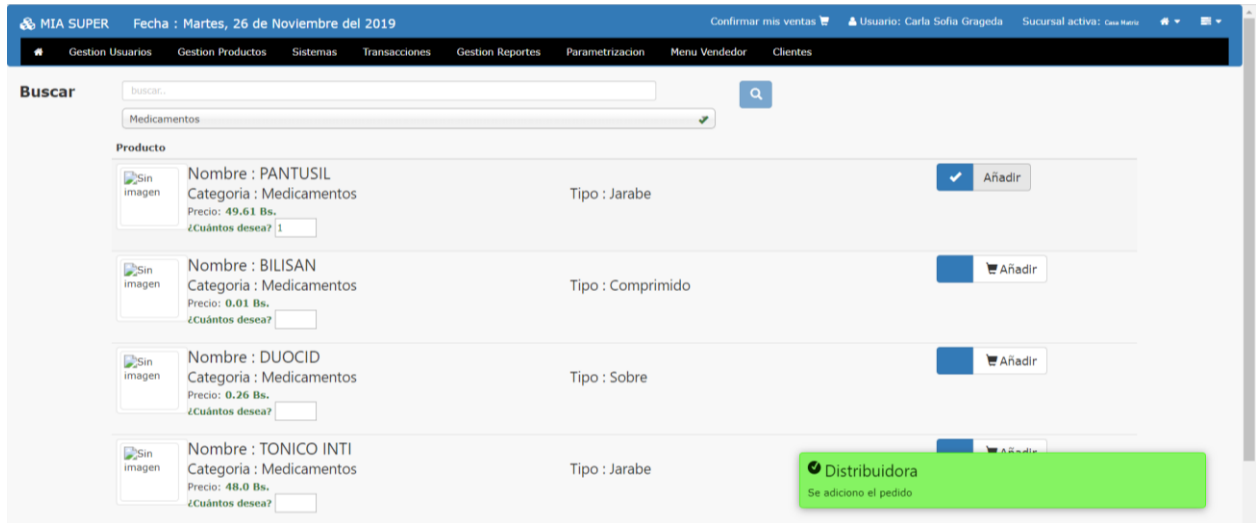 MIA SUPER Fecha : Martes, 26 de Noviembre del 2019 Confirmar mis ventas Usuario: Carla Sofia Grageda Sucursal activa: Casa Matriz
Gestion Usuarios Gestion Productos Sistemas Transacciones Gestion Reportes Parametrizacion Menu Vendedor Clientes
Buscar buscar..
Medicamentos
Producto
Sin imagen
Nombre : PANTUSIL
Categoria : Medicamentos
Precio: 49.61 Bs.
¿Cuántos desea? 1
Tipo : Jarabe
Añadir
Sin imagen
Nombre : BILISAN
Categoria : Medicamentos
Precio: 0.01 Bs.
¿Cuántos desea?
Tipo : Comprimido
Añadir
Sin imagen
Nombre : DUOCID
Categoria : Medicamentos
Precio: 0.26 Bs.
¿Cuántos desea?
Tipo : Sobre
Añadir
Sin imagen
Nombre : TONICO INTI
Categoria : Medicamentos
Precio: 48.0 Bs.
¿Cuántos desea?
Tipo : Jarabe
Distribuidora
Se adiciono el pedido